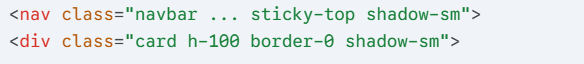 <nav class="navbar ... sticky-top shadow-sm">
<div class="card h-100 border-0 shadow-sm">